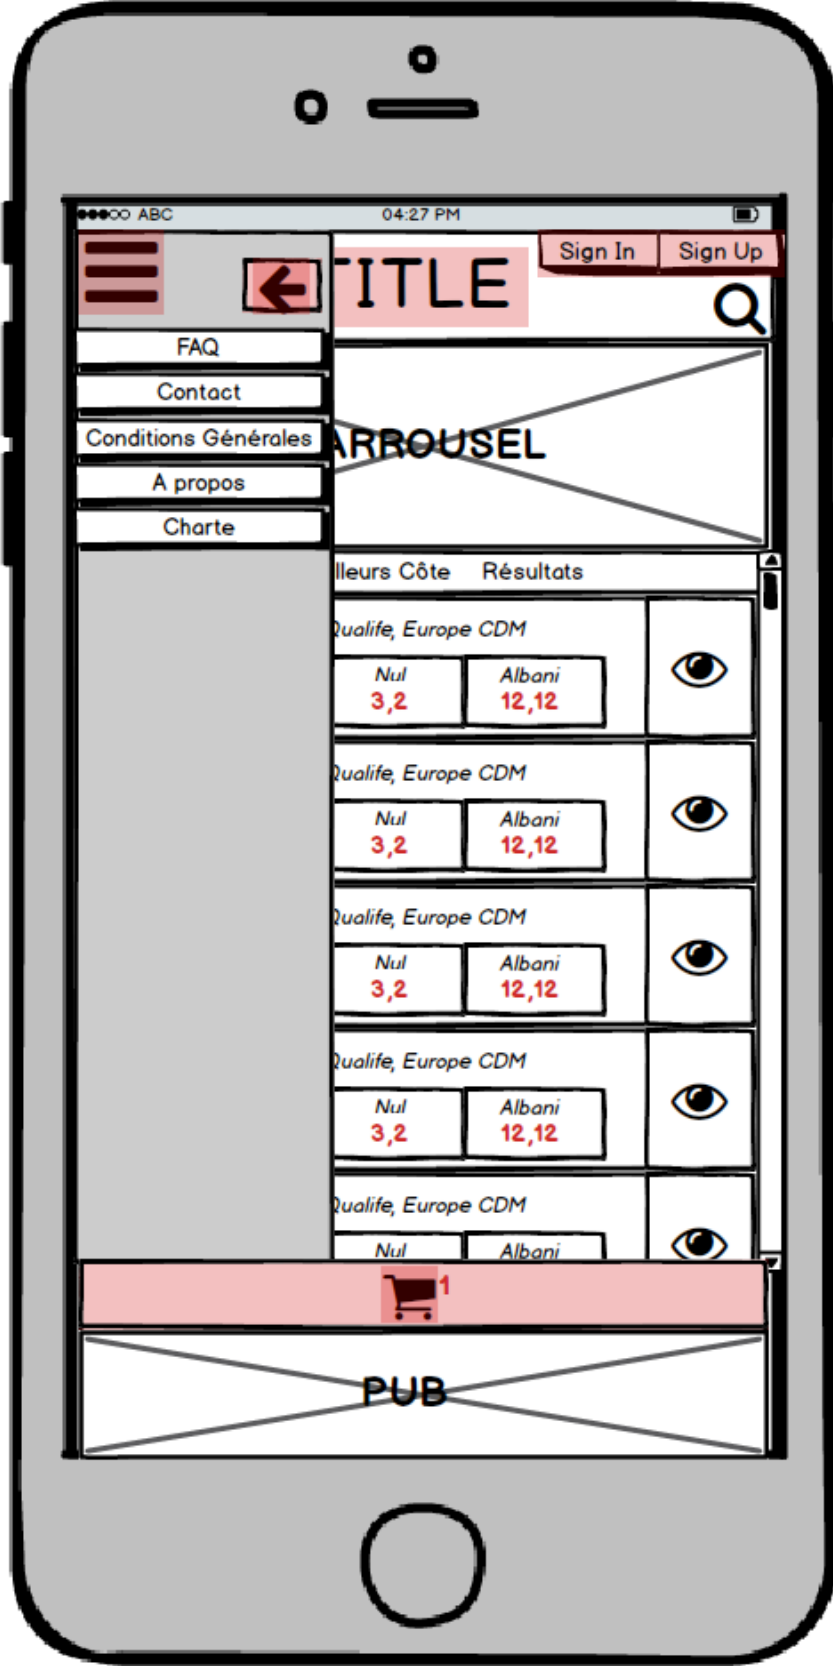 ABC 04:27 PM
Sign In Sign Up
TITLE
FAQ
Contact
Conditions Générales
A propos
Charte
ARROUSEL
lleurs Côte Résultats
Qualife, Europe CDM
Nul Albani
3,2 12,12
Qualife, Europe CDM
Nul Albani
3,2 12,12
Qualife, Europe CDM
Nul Albani
3,2 12,12
Qualife, Europe CDM
Nul Albani
3,2 12,12
Qualife, Europe CDM
Nul Albani
1
PUB